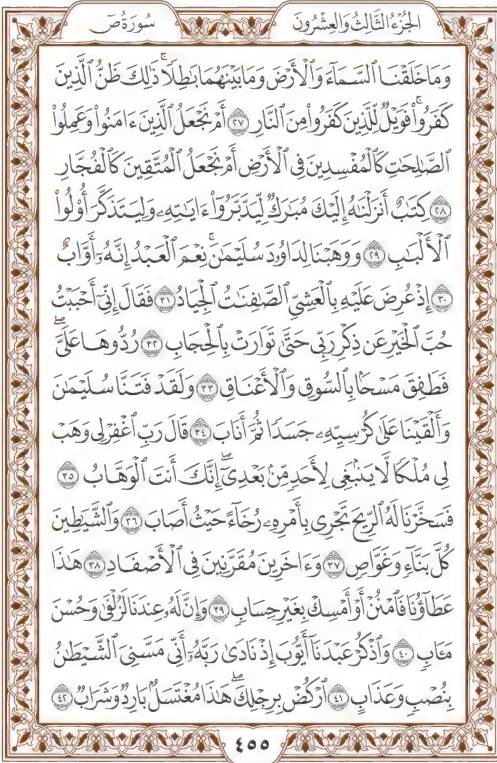 الجزء الثالث والعشرون
سورة ص
وَمَا خَلَقْنَا ٱلسَّمَآءَ وَٱلْأَرْضَ وَمَا بَيْنَهُمَا بَٰطِلًا ۚ ذَٰلِكَ ظَنُّ ٱلَّذِينَ
كَفَرُوا۟ ۚ فَوَيْلٌ لِّلَّذِينَ كَفَرُوا۟ مِنَ ٱلنَّارِ ٢٧ أَمْ نَجْعَلُ ٱلَّذِينَ ءَامَنُوا۟ وَعَمِلُوا۟
ٱلصَّٰلِحَٰتِ كَٱلْمُفْسِدِينَ فِى ٱلْأَرْضِ أَمْ نَجْعَلُ ٱلْمُتَّقِينَ كَٱلْفُجَّارِ
٢٨ كِتَٰبٌ أَنزَلْنَٰهُ إِلَيْكَ مُبَٰرَكٌ لِّيَدَّبَّرُوٓا۟ ءَايَٰتِهِۦ وَلِيَتَذَكَّرَ أُو۟لُوا۟
ٱلْأَلْبَٰبِ ٢٩ وَوَهَبْنَا لِدَاوُۥدَ سُلَيْمَٰنَ ۚ نِعْمَ ٱلْعَبْدُ ۖ إِنَّهُۥٓ أَوَّابٌ
٣٠ إِذْ عُرِضَ عَلَيْهِ بِٱلْعَشِىِّ ٱلصَّٰفِنَٰتُ ٱلْجِيَادُ ٣١ فَقَالَ إِنِّىٓ أَحْبَبْتُ
حُبَّ ٱلْخَيْرِ عَن ذِكْرِ رَبِّى حَتَّىٰ تَوَارَتْ بِٱلْحِجَابِ ٣٢ رُدُّوهَا عَلَىَّ ۖ
فَطَفِقَ مَسْحًۢا بِٱلسُّوقِ وَٱلْأَعْنَاقِ ٣٣ وَلَقَدْ فَتَنَّا سُلَيْمَٰنَ
وَأَلْقَيْنَا عَلَىٰ كُرْسِيِّهِۦ جَسَدًا ثُمَّ أَنَابَ ٣٤ قَالَ رَبِّ ٱغْفِرْ لِى وَهَبْ
لِى مُلْكًا لَّا يَنۢبَغِى لِأَحَدٍ مِّنۢ بَعْدِىٓ ۖ إِنَّكَ أَنتَ ٱلْوَهَّابُ ٣٥
فَسَخَّرْنَا لَهُ ٱلرِّيحَ تَجْرِى بِأَمْرِهِۦ رُخَآءً حَيْثُ أَصَابَ ٣٦ وَٱلشَّيَٰطِينَ
كُلَّ بَنَّآءٍ وَغَوَّاصٍ ٣٧ وَءَاخَرِينَ مُقَرَّنِينَ فِى ٱلْأَصْفَادِ ٣٨ هَٰذَا
عَطَآؤُنَا فَٱمْنُنْ أَوْ أَمْسِكْ بِغَيْرِ حِسَابٍ ٣٩ وَإِنَّ لَهُۥ عِندَنَا لَزُلْفَىٰ وَحُسْنَ
مَـَٔابٍ ٤٠ وَٱذْكُرْ عَبْدَنَآ أَيُّوبَ إِذْ نَادَىٰ رَبَّهُۥٓ أَنِّى مَسَّنِىَ ٱلشَّيْطَٰنُ
بِنُصْبٍ وَعَذَابٍ ٤١ ٱرْكُضْ بِرِجْلِكَ ۖ هَٰذَا مُغْتَسَلٌۢ بَارِدٌ وَشَرَابٌ ٤٢
٤٥٥